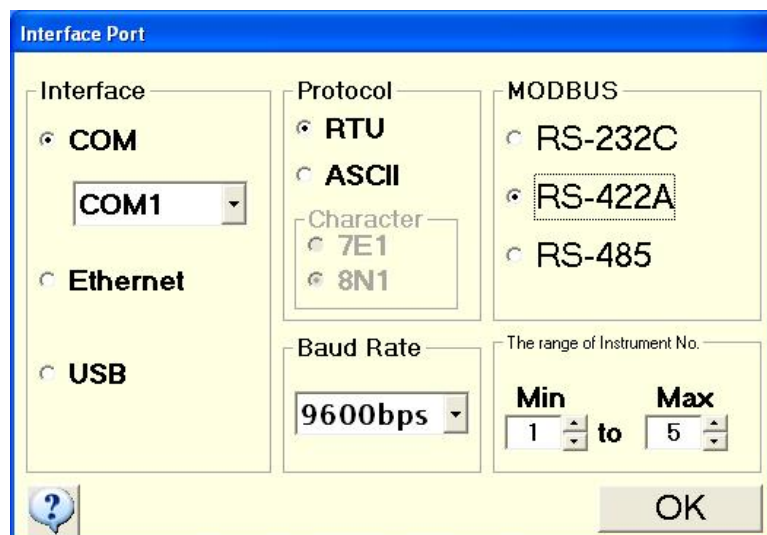 Interface Port
Interface
COM
COM1
Ethernet
USB
Protocol
RTU
ASCII
Character
7E1
8N1
Baud Rate
9600bps
MODBUS
RS-232C
RS-422A
RS-485
The range of Instrument No.
Min Max
1 to 5
?
OK